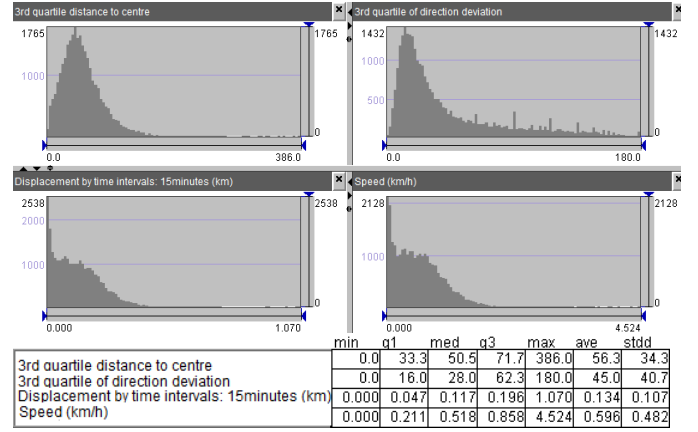 3rd quartile distance to centre
1765
1765
1000
0
0.0 386.0
3rd quartile of direction deviation
1432
1432
1000
500
0
0.0 180.0
Displacement by time intervals: 15minutes (km)
2538
2538
2000
1000
0
0.000 1.070
Speed (km/h)
2128
2128
1000
0
0.000 4.524
min q1 med q3 max ave stdd
3rd quartile distance to centre 0.0 33.3 50.5 71.7 386.0 56.3 34.3
3rd quartile of direction deviation 0.0 16.0 28.0 62.3 180.0 45.0 40.7
Displacement by time intervals: 15minutes (km) 0.000 0.047 0.117 0.196 1.070 0.134 0.107
Speed (km/h) 0.000 0.211 0.518 0.858 4.524 0.596 0.482